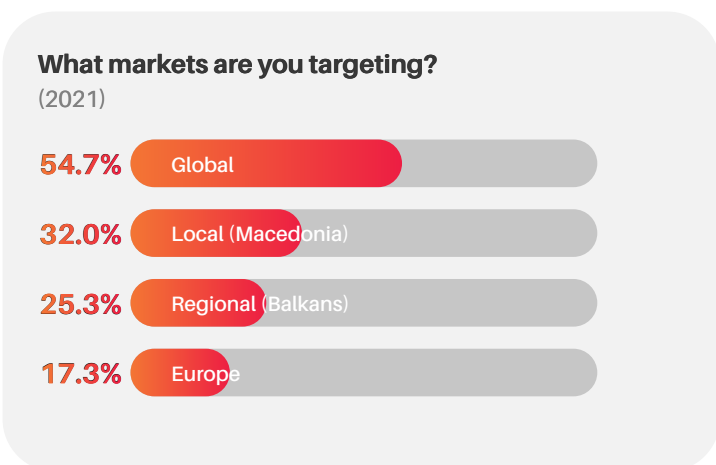 What markets are you targeting?
(2021)
54.7% Global
32.0% Local (Macedonia)
25.3% Regional (Balkans)
17.3% Europe